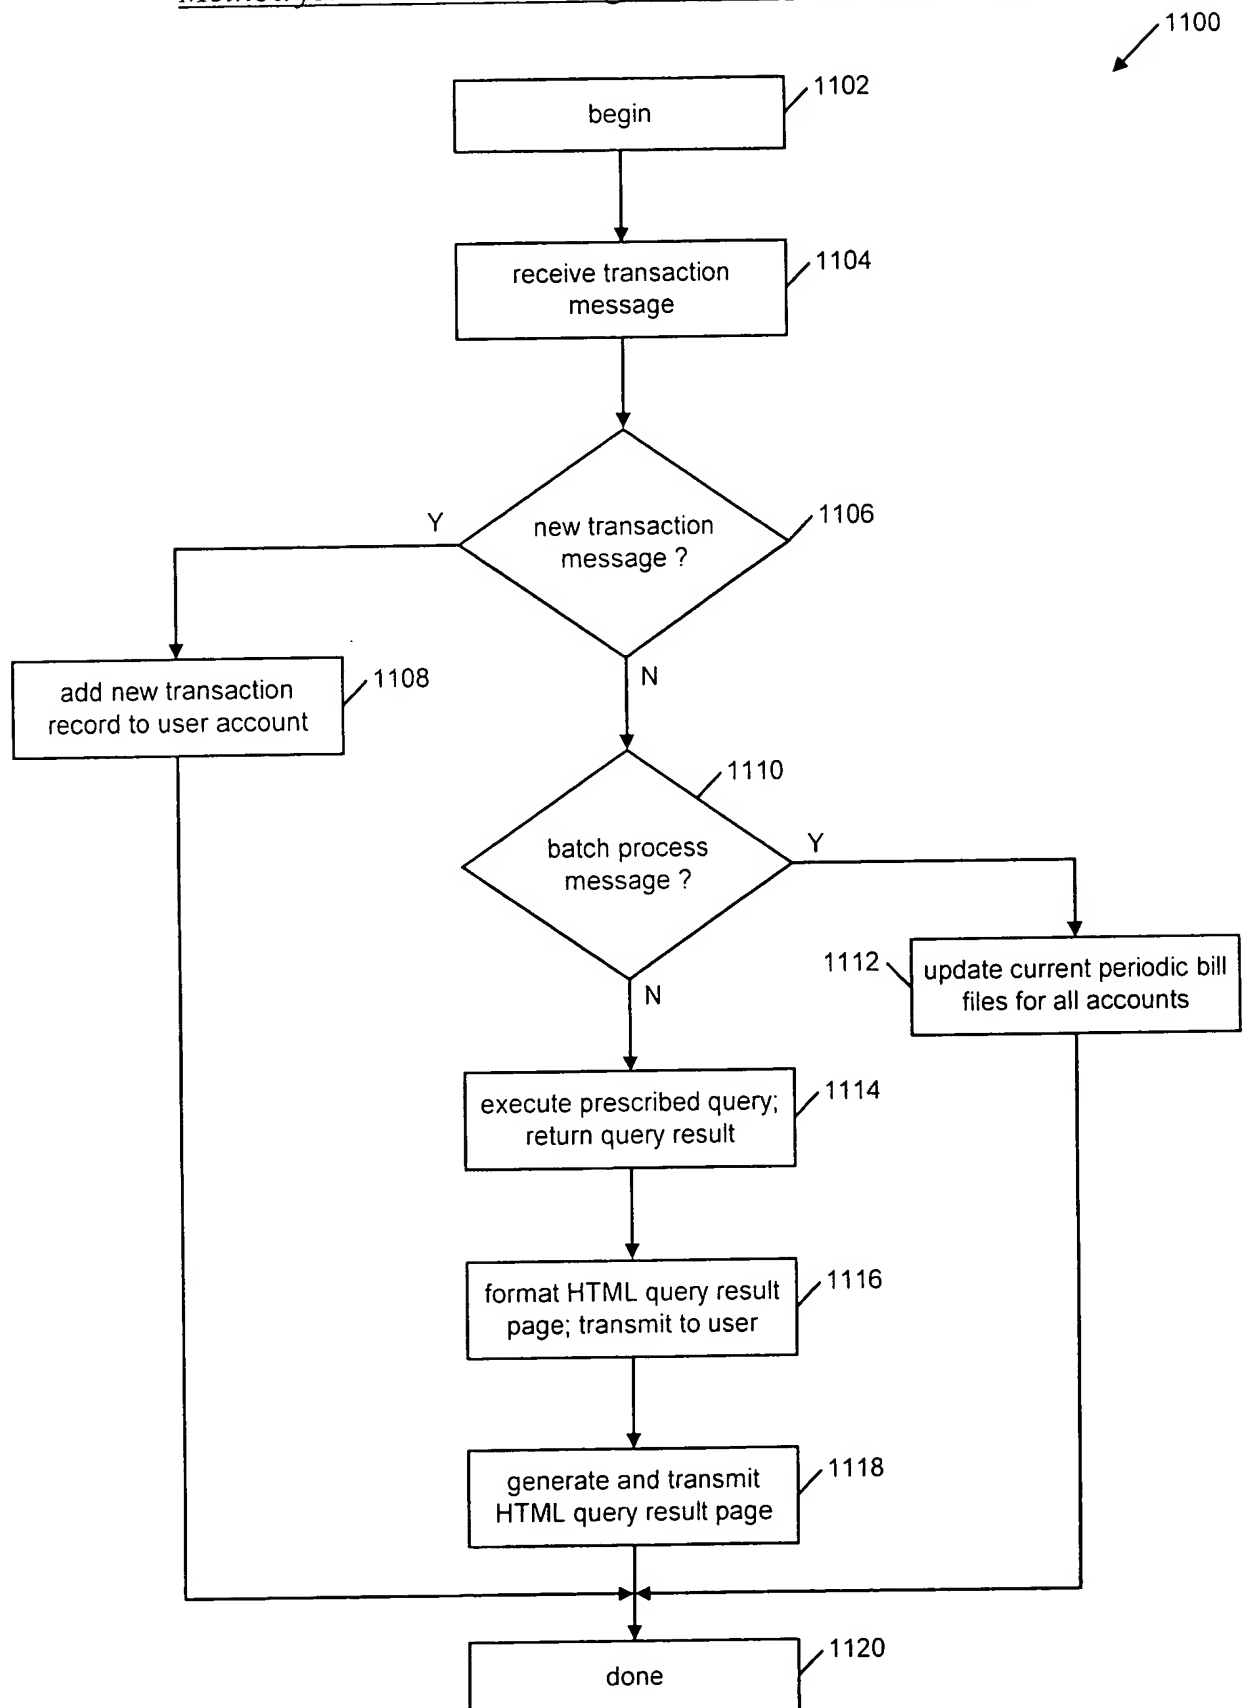 1100
begin
1102
receive transaction
message
1104
new transaction
message ?
1106
Y
N
add new transaction
record to user account
1108
batch process
message ?
1110
Y
N
1112
update current periodic bill
files for all accounts
execute prescribed query;
return query result
1114
format HTML query result
page; transmit to user
1116
generate and transmit
HTML query result page
1118
done
1120